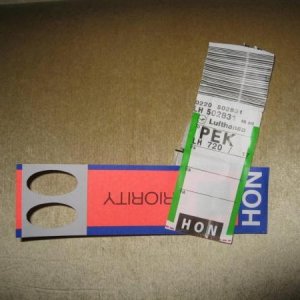 0220 502831
LH 502831
Lufthansa
PEK
LH 720
HON
PRIORITY
HON